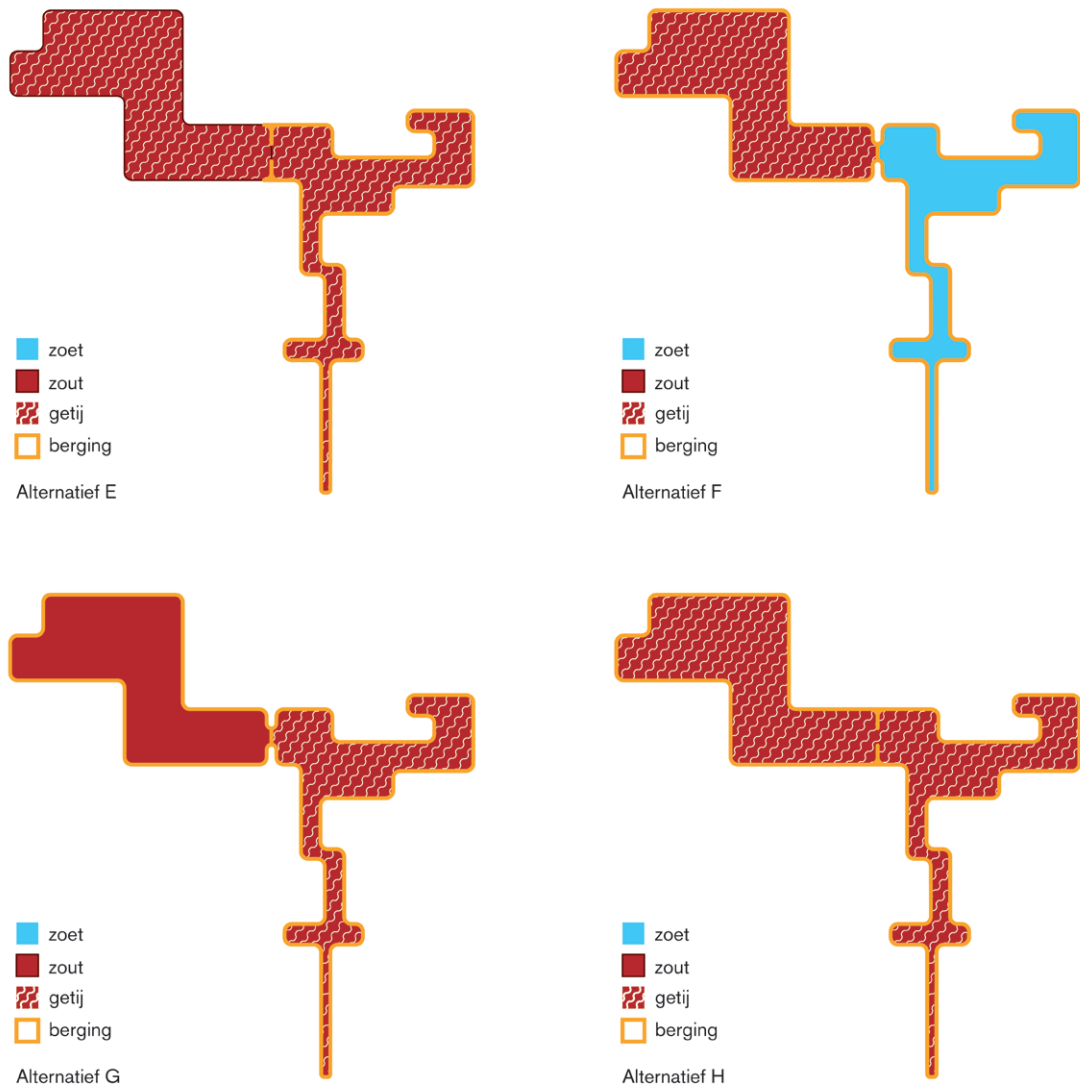 zoet
zout
getij
berging
Alternatief E
zoet
zout
getij
berging
Alternatief F
zoet
zout
getij
berging
Alternatief G
zoet
zout
getij
berging
Alternatief H